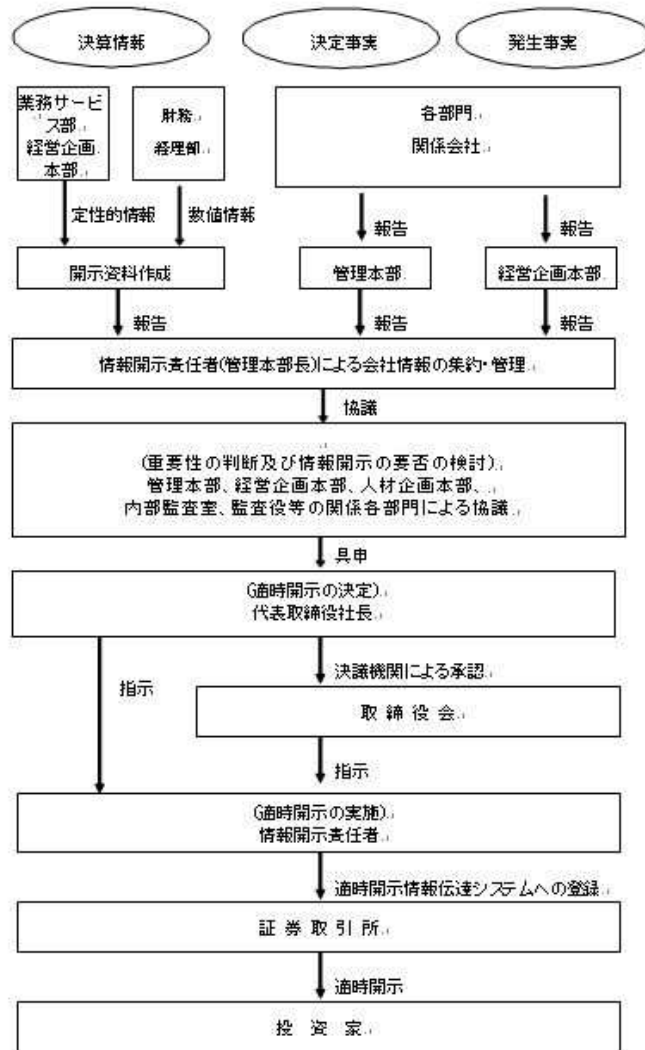 決算情報
決定事実
発生事実
業務サービ
ス部
経営企画
本部
財務
経理部
各部門
関係会社
定性的情報
数値情報
報告
報告
開示資料作成
管理本部
経営企画本部
報告
報告
報告
情報開示責任者(管理本部長)による会社情報の集約・管理
協議
(重要性の判断及び情報開示の要否の検討)
管理本部、経営企画本部、人材企画本部、
内部監査室、監査役等の関係各部門による協議
具申
(適時開示の決定)
代表取締役社長
指示
決議機関による承認
取締役会
指示
(適時開示の実施)
情報開示責任者
適時開示情報伝達システムへの登録
証券取引所
適時開示
投資家